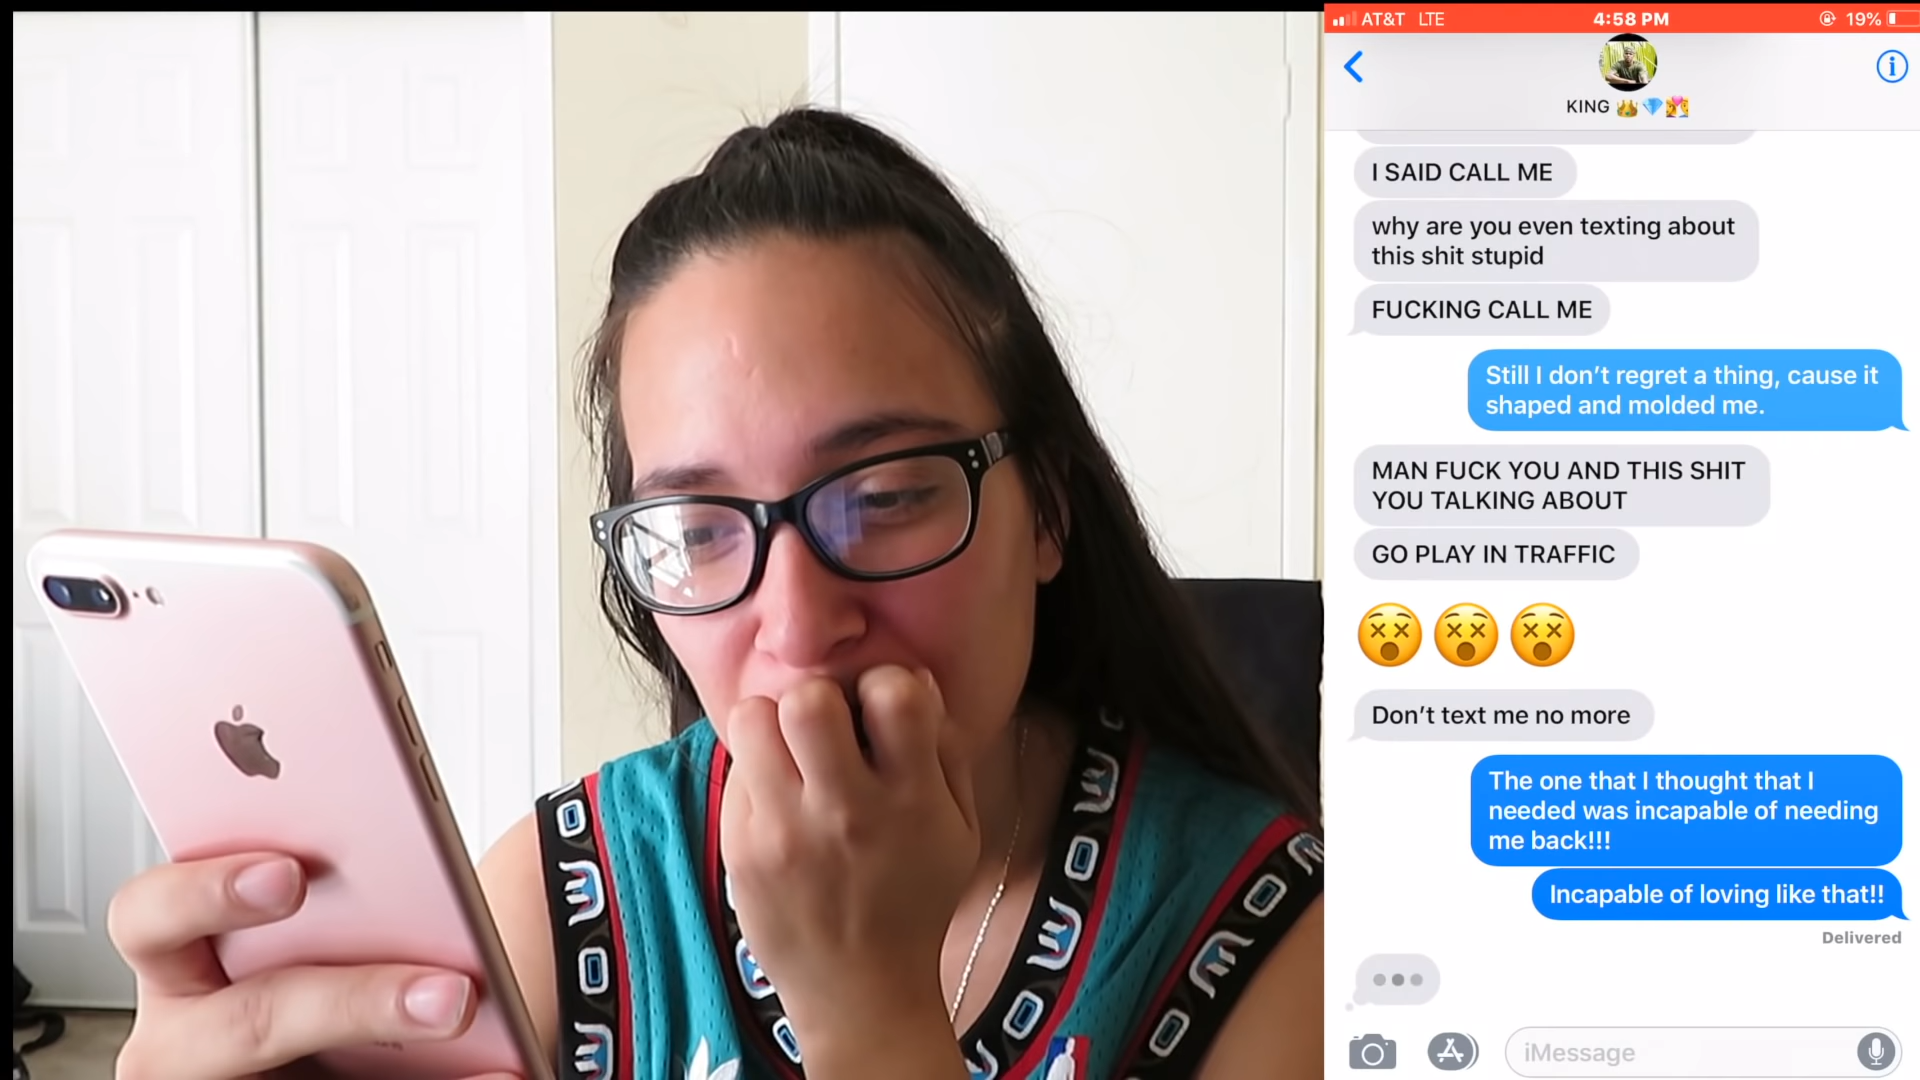 AT&T LTE 4:58 PM 19%
KING 👑💎💏
I SAID CALL ME
why are you even texting about
this shit stupid
FUCKING CALL ME
Still I don't regret a thing, cause it
shaped and molded me.
MAN FUCK YOU AND THIS SHIT
YOU TALKING ABOUT
GO PLAY IN TRAFFIC
😵😵😵
Don't text me no more
The one that I thought that I
needed was incapable of needing
me back!!!
Incapable of loving like that!!
Delivered
iMessage